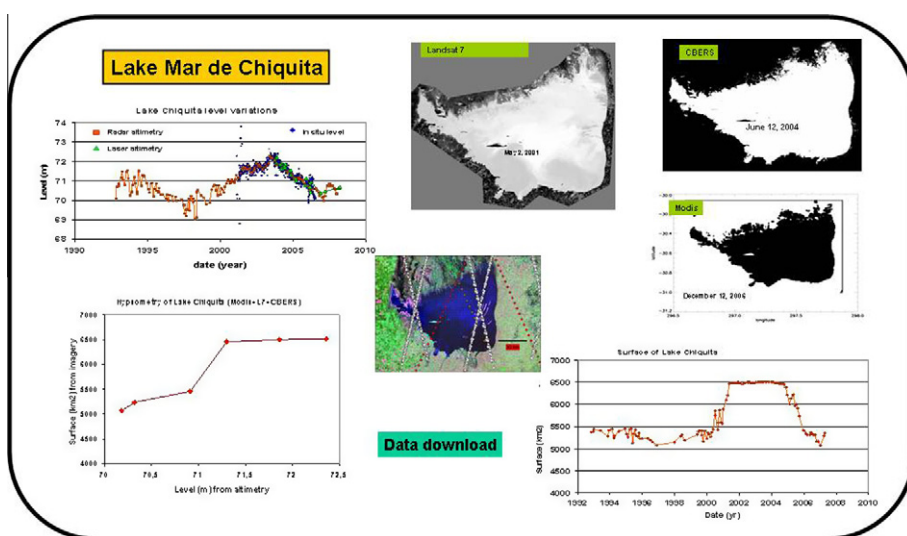 Lake Mar de Chiquita
Lake Chiquita level variations
Radar altimetry
In situ level
Laser altimetry
Level (m)
74
73
72
71
70
69
68
1990
1995
2000
2005
2010
date (year)
Landsat 7
May 2, 2001
CBERS
June 12, 2004
Modis
latitude
December 12, 2006
longitude
Hypsometry of Lake Chiquita (Modis+L7+CBERS)
Surface (km2) from imagery
6500
6000
5500
5000
4500
4000
70
70,5
71
71,5
72
72,5
Level (m) from altimetry
Data download
Surface of Lake Chiquita
Surface (km2)
7000
6500
6000
5500
5000
4500
4000
1992
1994
1996
1998
2000
2002
2004
2006
2008
2010
Date (yr)